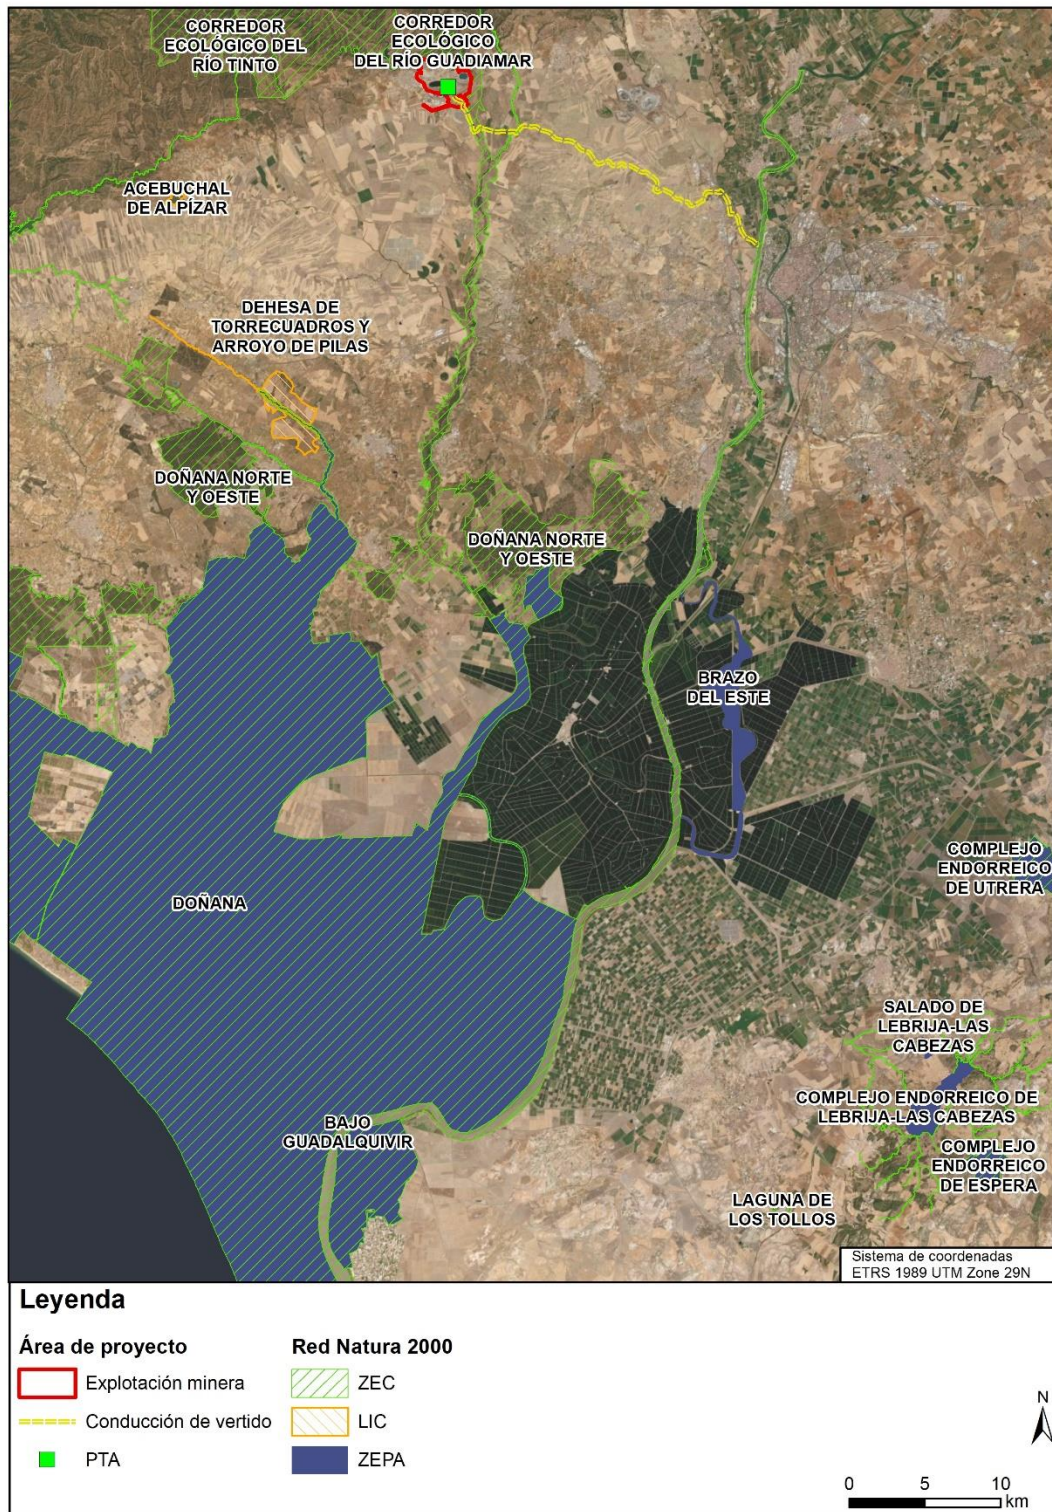 CORREDOR
ECOLÓGICO DEL
RÍO TINTO
CORREDOR
ECOLÓGICO
DEL RÍO GUADIAMAR
ACEBUCHAL
DE ALPÍZAR
DEHESA DE
TORRECUADROS Y
ARROYO DE PILAS
DOÑANA NORTE
Y OESTE
DOÑANA NORTE
Y OESTE
BRAZO
DEL ESTE
COMPLEJO
ENDORREICO
DE UTRERA
DOÑANA
SALADO DE
LEBRIJA-LAS
CABEZAS
COMPLEJO ENDORREICO DE
LEBRIJA-LAS CABEZAS
BAJO
GUADALQUIVIR
COMPLEJO
ENDORREICO
DE ESPERA
LAGUNA DE
LOS TOLLOS
Sistema de coordenadas
ETRS 1989 UTM Zone 29N
Leyenda
Área de proyecto
Explotación minera
Conducción de vertido
PTA
Red Natura 2000
ZEC
LIC
ZEPA
N
0 5 10
km